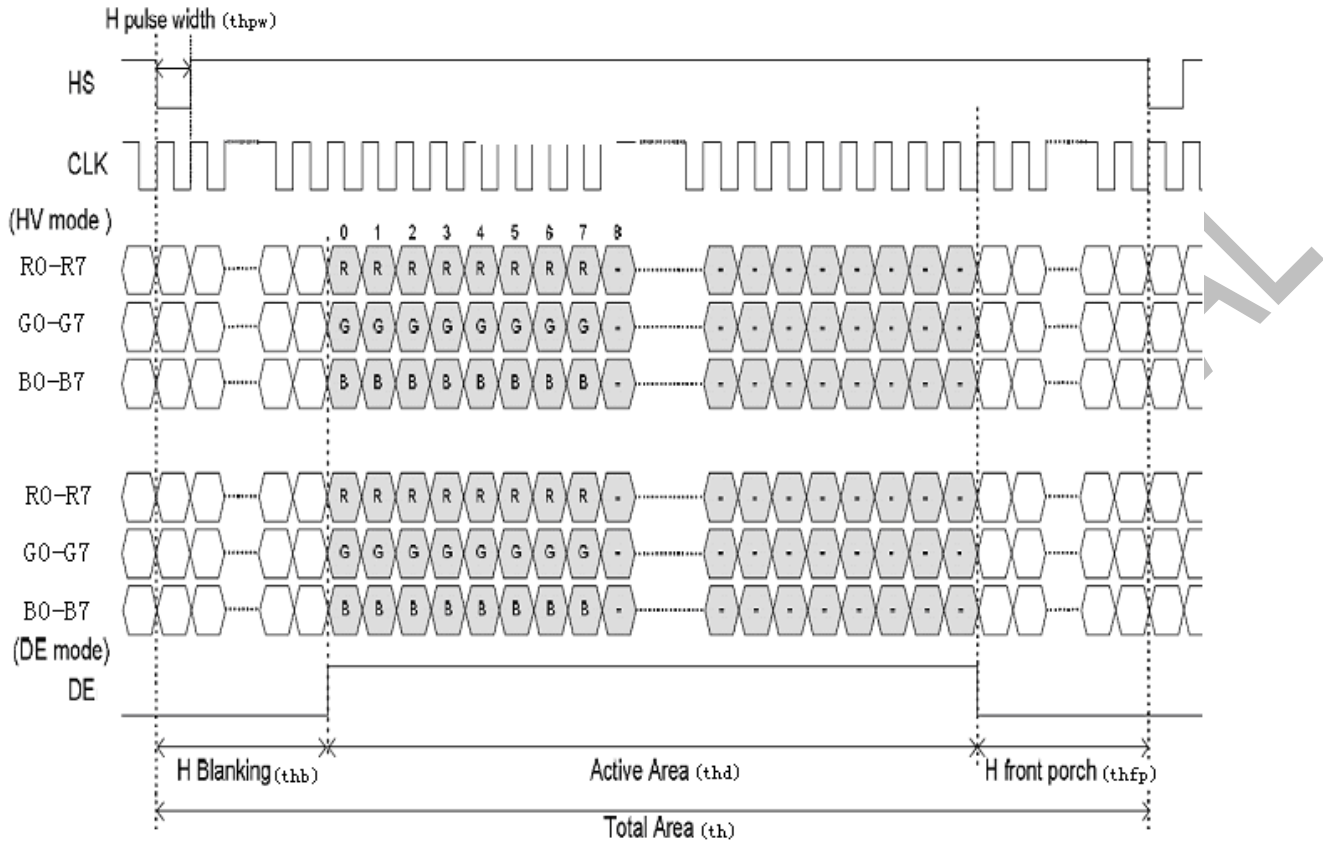 H pulse width (thpw)
HS
CLK
(HV mode )
0 1 2 3 4 5 6 7 8
R0-R7 R R R R R R R R - - - - - - - - -
G0-G7 G G G G G G G G - - - - - - - - -
B0-B7 B B B B B B B B - - - - - - - - -
R0-R7 R R R R R R R R - - - - - - - - -
G0-G7 G G G G G G G G - - - - - - - - -
B0-B7 B B B B B B B B - - - - - - - - -
(DE mode)
DE
H Blanking(thb) Active Area (thd) H front porch (thfp)
Total Area (th)